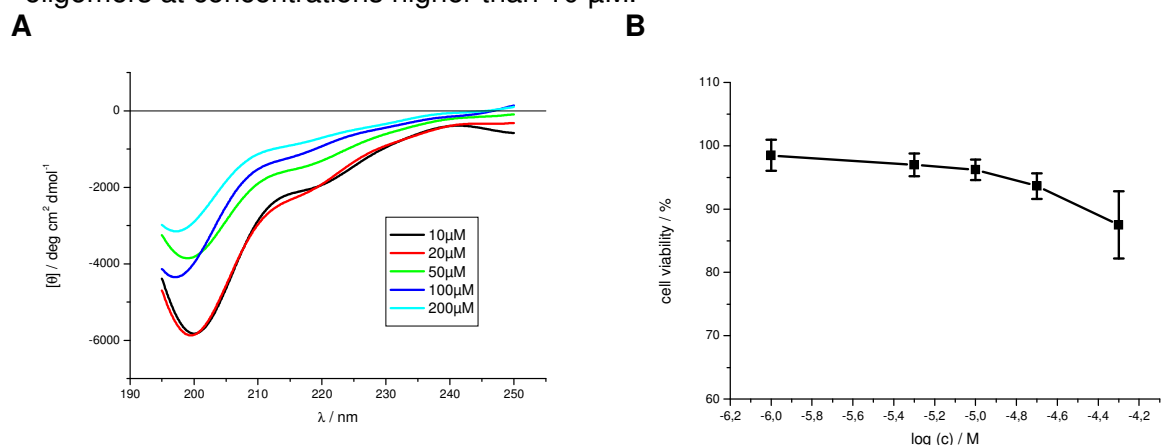 oligomers at concentrations higher than 10 µM.
A
B
0
-2000
-4000
-6000
[θ] / deg cm² dmol⁻¹
10µM
20µM
50µM
100µM
200µM
190 200 210 220 230 240 250
λ / nm
110
100
90
80
70
60
cell viability / %
-6,2 -6,0 -5,8 -5,6 -5,4 -5,2 -5,0 -4,8 -4,6 -4,4 -4,2
log (c) / M